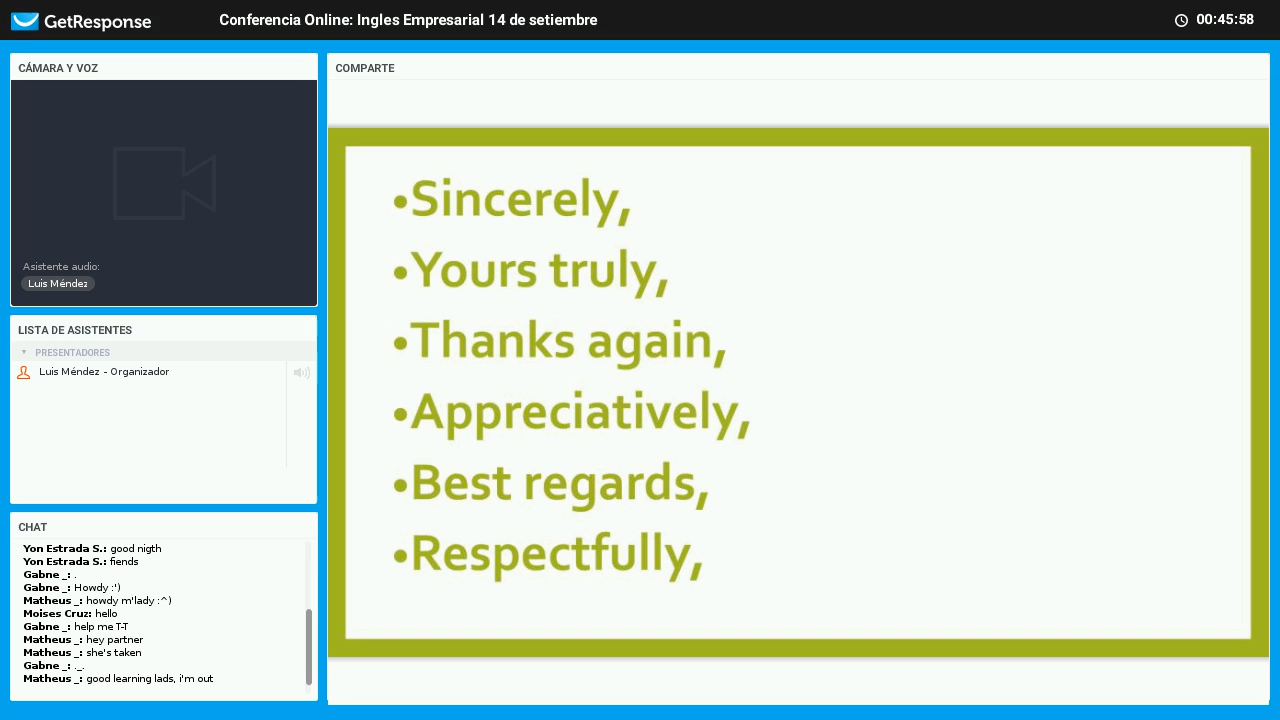 GetResponse
Conferencia Online: Ingles Empresarial 14 de setiembre
00:45:58
CÁMARA Y VOZ
Asistente audio:
Luis Méndez
LISTA DE ASISTENTES
PRESENTADORES
Luis Méndez - Organizador
CHAT
Yon Estrada S.: good nigth
Yon Estrada S.: fiends
Gabne _: .
Gabne _: Howdy :')
Matheus _: howdy m'lady :^)
Moises Cruz: hello
Gabne _: help me T-T
Matheus _: hey partner
Matheus _: she's taken
Gabne _: ._.
Matheus _: good learning lads, i'm out
COMPARTE
•Sincerely,
•Yours truly,
•Thanks again,
•Appreciatively,
•Best regards,
•Respectfully,